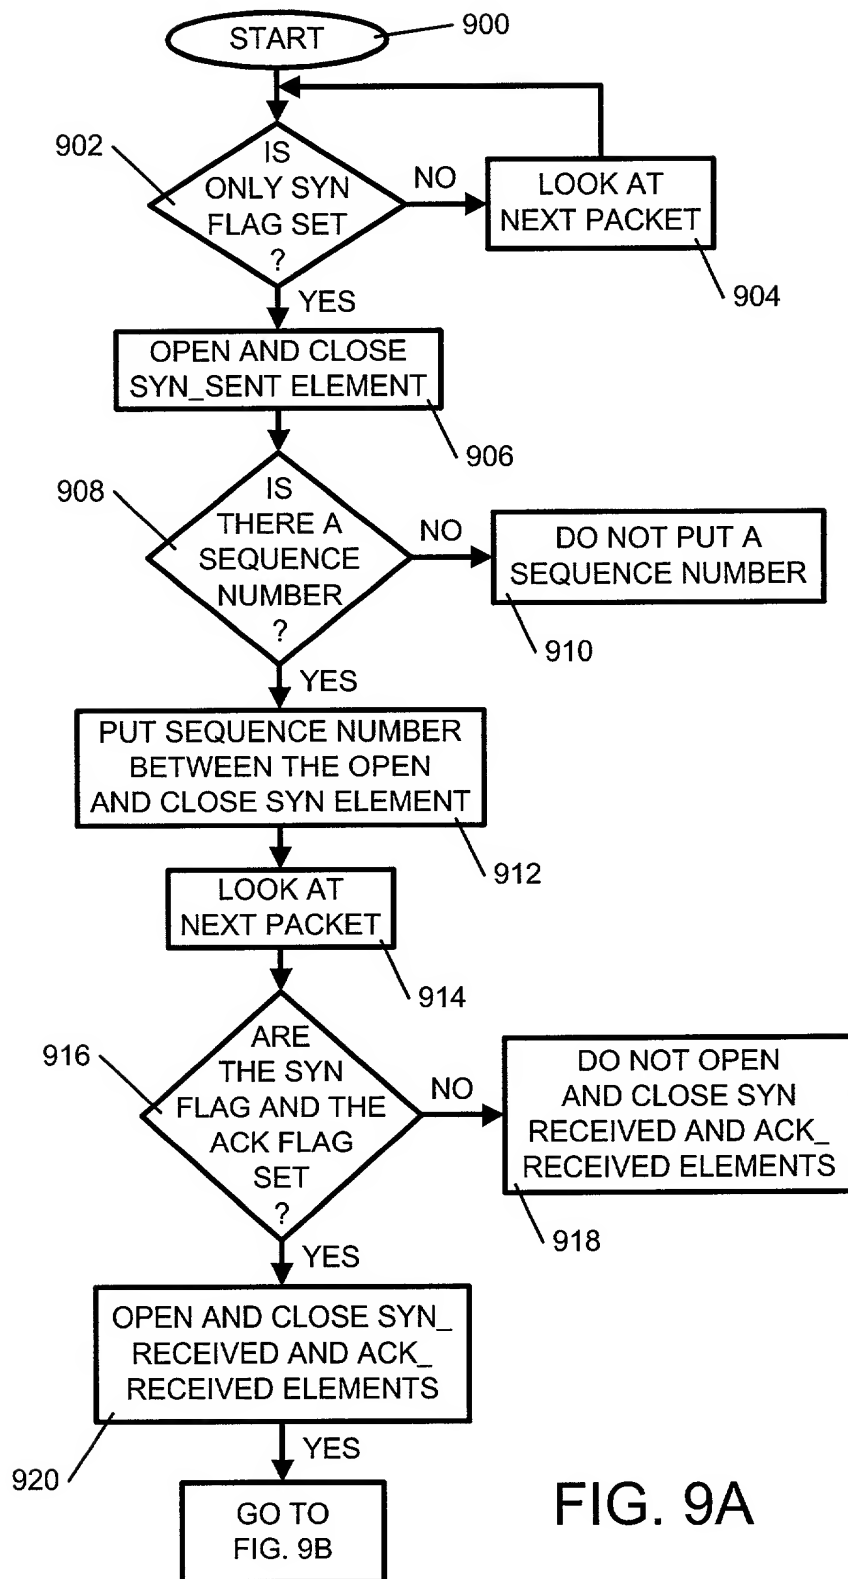 START
900
902
IS
ONLY SYN
FLAG SET
?
NO
LOOK AT
NEXT PACKET
904
YES
OPEN AND CLOSE
SYN_SENT ELEMENT
906
908
IS
THERE A
SEQUENCE
NUMBER
?
NO
DO NOT PUT A
SEQUENCE NUMBER
910
YES
PUT SEQUENCE NUMBER
BETWEEN THE OPEN
AND CLOSE SYN ELEMENT
912
LOOK AT
NEXT PACKET
914
916
ARE
THE SYN
FLAG AND THE
ACK FLAG
SET
?
NO
DO NOT OPEN
AND CLOSE SYN
RECEIVED AND ACK_
RECEIVED ELEMENTS
918
YES
OPEN AND CLOSE SYN_
RECEIVED AND ACK_
RECEIVED ELEMENTS
920
YES
GO TO
FIG. 9B
FIG. 9A